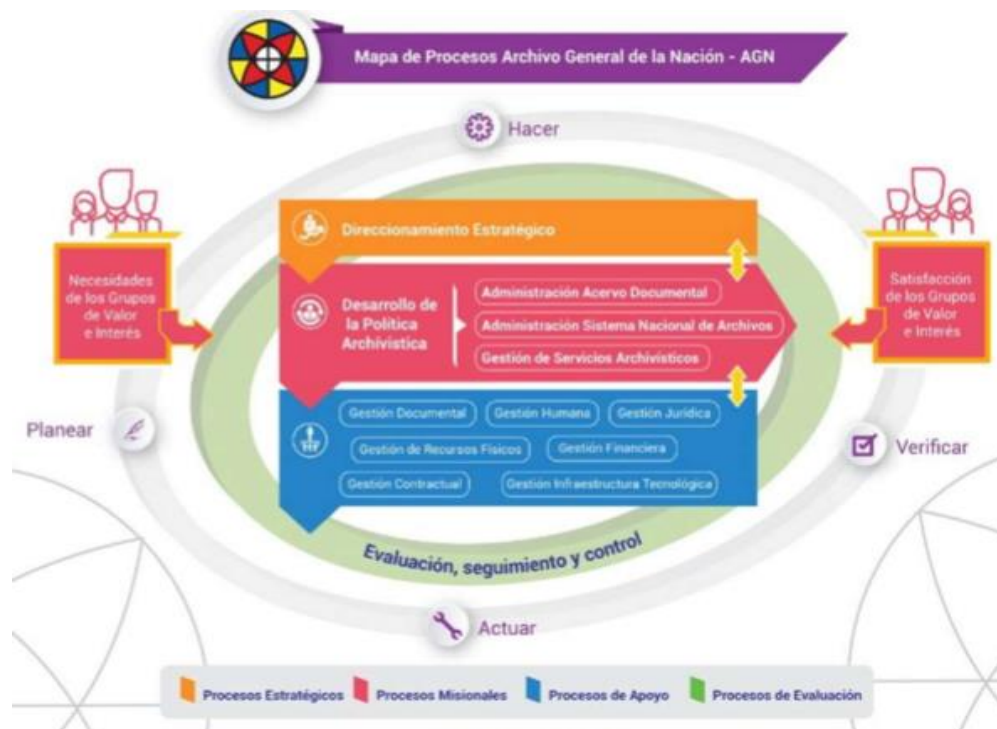 Mapa de Procesos Archivo General de la Nación - AGN
Hacer
Necesidades
de los Grupos
de Valor
e Interés
Direccionamiento Estratégico
Desarrollo de
la Política
Archivística
Administración Acervo Documental
Administración Sistema Nacional de Archivos
Gestión de Servicios Archivísticos
Satisfacción
de los Grupos
de Valor
e Interés
Planear
Gestión Documental
Gestión Humana
Gestión Jurídica
Gestión de Recursos Físicos
Gestión Financiera
Gestión Contractual
Gestión Infraestructura Tecnológica
Verificar
Evaluación, seguimiento y control
Actuar
Procesos Estratégicos
Procesos Misionales
Procesos de Apoyo
Procesos de Evaluación